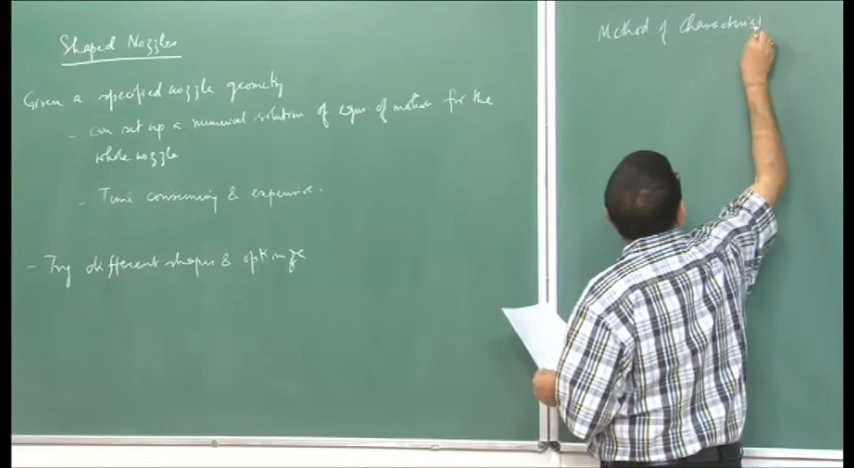 Shaped Nozzles
Given a specified nozzle geometry
- can set up a numerical solution of eqns. of motion for the
whole nozzle
- Time consuming & expensive.
- Try different shapes & optimize
Method of Characteris